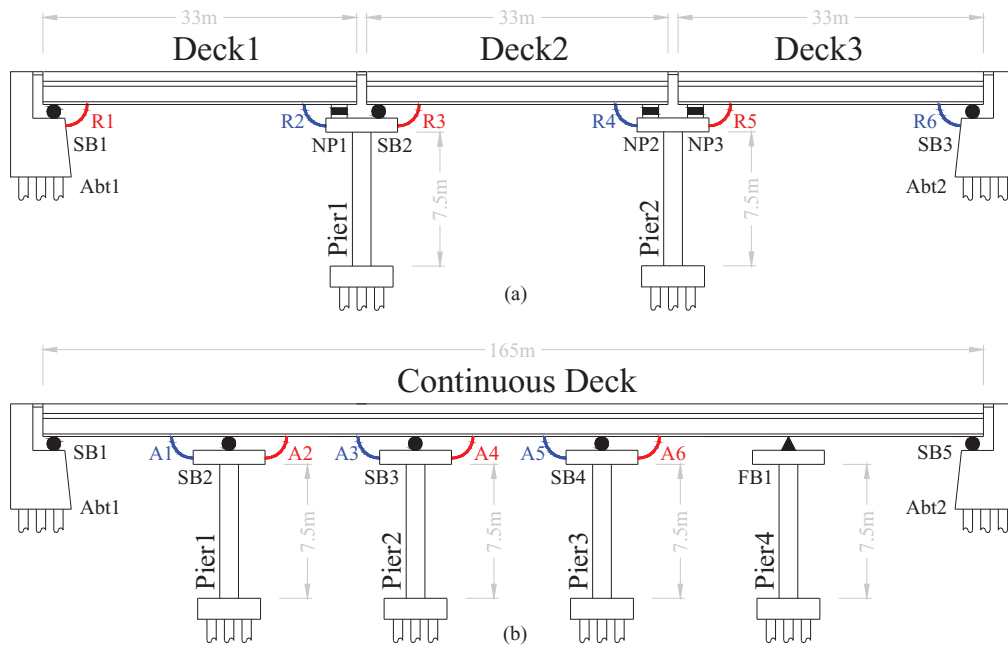 33m 33m 33m
Deck1 Deck2 Deck3
R1 R2 R3 R4 R5 R6
SB1 NP1 SB2 NP2 NP3 SB3
Abt1 Pier1 7.5m Pier2 7.5m Abt2
(a)
165m
Continuous Deck
SB1 A1 A2 A3 A4 A5 A6 SB5
SB2 SB3 SB4 FB1
Abt1 Pier1 7.5m Pier2 7.5m Pier3 7.5m Pier4 7.5m Abt2
(b)